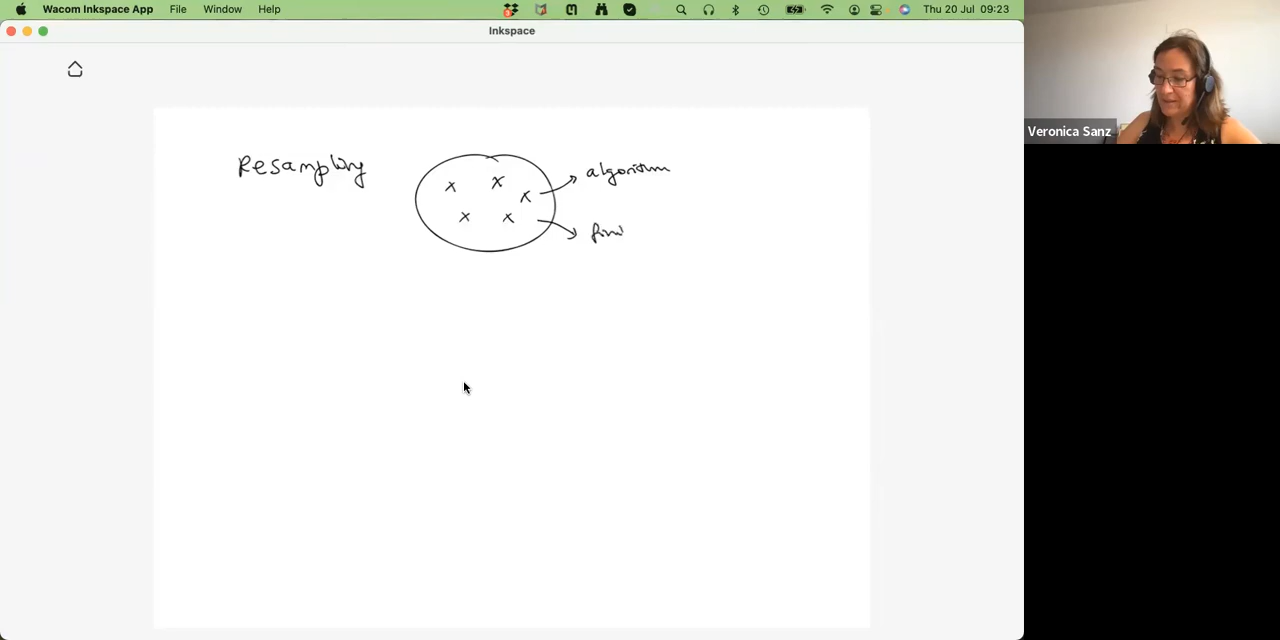 Wacom Inkspace App File Window Help Thu 20 Jul 09:23
Inkspace
Veronica Sanz
Resampling
algorithm